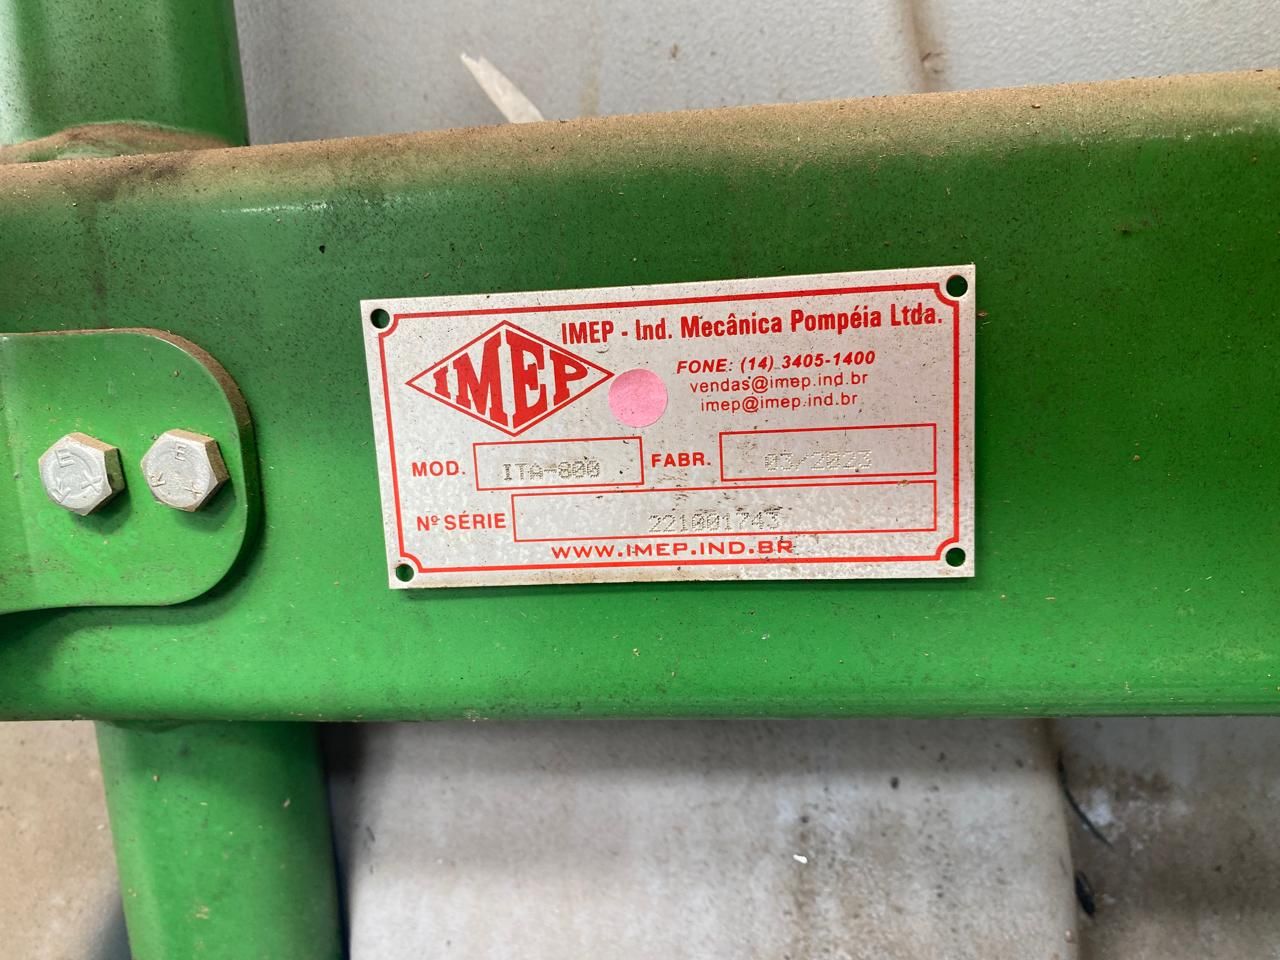 IMEP - Ind. Mecânica Pompéia Ltda.
IMEP
FONE: (14) 3405-1400
vendas@imep.ind.br
imep@imep.ind.br
MOD. ITA-800 FABR. 03/2023
Nº SÉRIE 221001743
WWW.IMEP.IND.BR